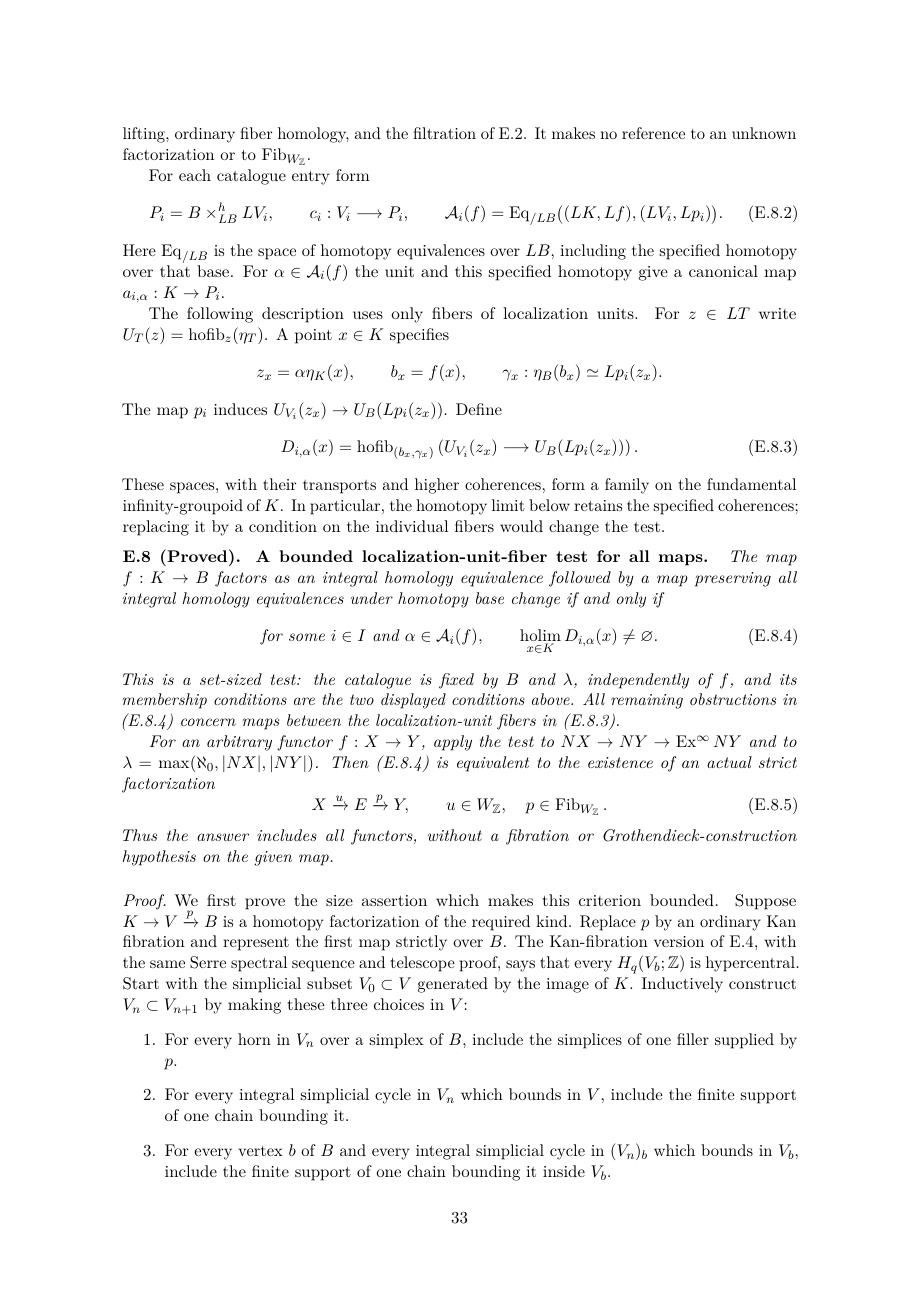 lifting, ordinary fiber homology, and the filtration of E.2. It makes no reference to an unknown
factorization or to Fib_{W_ℤ}.
For each catalogue entry form
P_i = B ×^h_{LB} LV_i, c_i : V_i ⟶ P_i, 𝒜_i(f) = Eq_{/LB}((LK, Lf), (LV_i, Lp_i)). (E.8.2)
Here Eq_{/LB} is the space of homotopy equivalences over LB, including the specified homotopy
over that base. For α ∈ 𝒜_i(f) the unit and this specified homotopy give a canonical map
a_{i,α} : K → P_i.
The following description uses only fibers of localization units. For z ∈ LT write
U_T(z) = hofib_z(η_T). A point x ∈ K specifies
z_x = αη_K(x), b_x = f(x), γ_x : η_B(b_x) ≃ Lp_i(z_x).
The map p_i induces U_{V_i}(z_x) → U_B(Lp_i(z_x)). Define
D_{i,α}(x) = hofib_{(b_x,γ_x)} (U_{V_i}(z_x) ⟶ U_B(Lp_i(z_x))) . (E.8.3)
These spaces, with their transports and higher coherences, form a family on the fundamental
infinity-groupoid of K. In particular, the homotopy limit below retains the specified coherences;
replacing it by a condition on the individual fibers would change the test.
E.8 (Proved). A bounded localization-unit-fiber test for all maps. The map
f : K → B factors as an integral homology equivalence followed by a map preserving all
integral homology equivalences under homotopy base change if and only if
for some i ∈ I and α ∈ 𝒜_i(f), holim_{x∈K} D_{i,α}(x) ≠ ∅. (E.8.4)
This is a set-sized test: the catalogue is fixed by B and λ, independently of f, and its
membership conditions are the two displayed conditions above. All remaining obstructions in
(E.8.4) concern maps between the localization-unit fibers in (E.8.3).
For an arbitrary functor f : X → Y, apply the test to NX → NY → Ex^∞ NY and to
λ = max(ℵ_0, |NX|, |NY|). Then (E.8.4) is equivalent to the existence of an actual strict
factorization
X →^u E →^p Y, u ∈ W_ℤ, p ∈ Fib_{W_ℤ} . (E.8.5)
Thus the answer includes all functors, without a fibration or Grothendieck-construction
hypothesis on the given map.
Proof. We first prove the size assertion which makes this criterion bounded. Suppose
K → V →^p B is a homotopy factorization of the required kind. Replace p by an ordinary Kan
fibration and represent the first map strictly over B. The Kan-fibration version of E.4, with
the same Serre spectral sequence and telescope proof, says that every H_q(V_b; ℤ) is hypercentral.
Start with the simplicial subset V_0 ⊂ V generated by the image of K. Inductively construct
V_n ⊂ V_{n+1} by making these three choices in V:
1. For every horn in V_n over a simplex of B, include the simplices of one filler supplied by
p.
2. For every integral simplicial cycle in V_n which bounds in V, include the finite support
of one chain bounding it.
3. For every vertex b of B and every integral simplicial cycle in (V_n)_b which bounds in V_b,
include the finite support of one chain bounding it inside V_b.
33